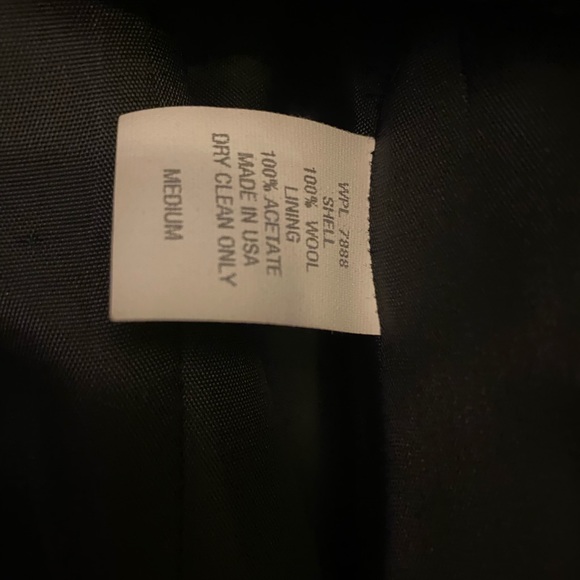 WPL 7888
SHELL
100% WOOL
LINING
100% ACETATE
MADE IN USA
DRY CLEAN ONLY
MEDIUM